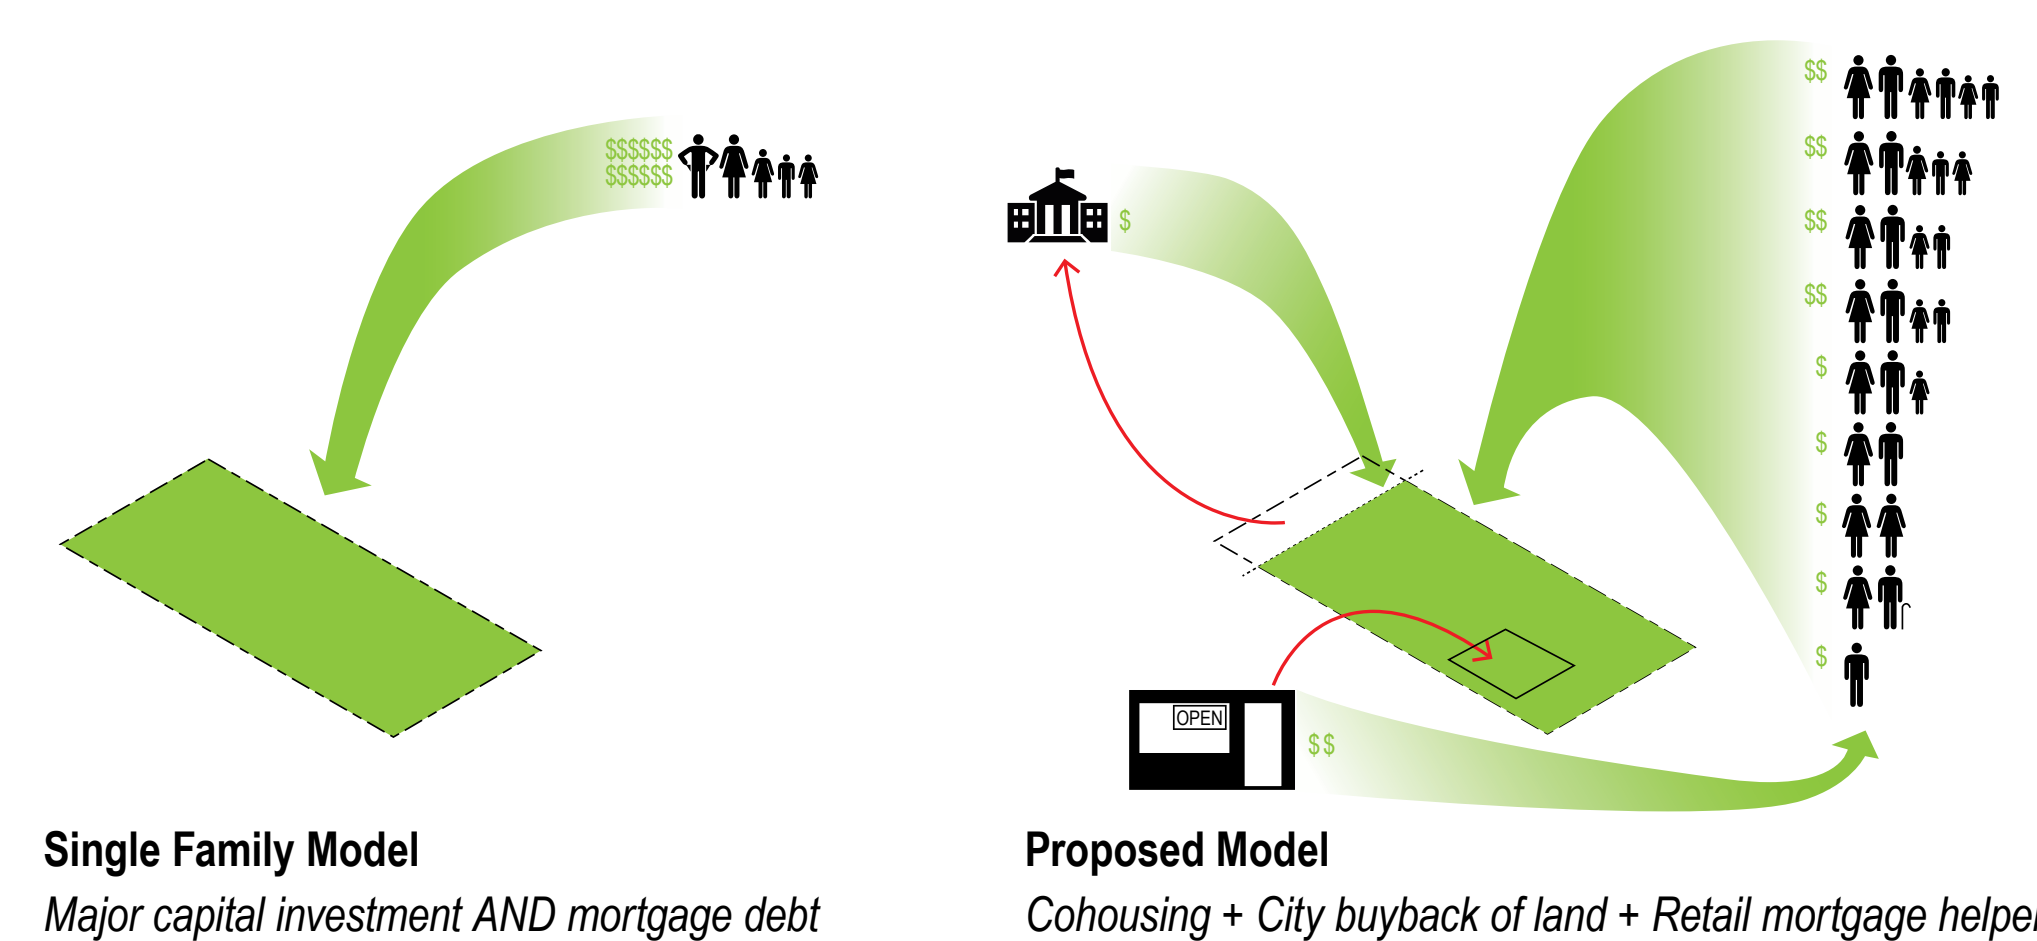 $$$$$$
$$$$$$
Single Family Model
Major capital investment AND mortgage debt
$
$$
$$
$$
$$
$
$
$
$
$
OPEN
$$
Proposed Model
Cohousing + City buyback of land + Retail mortgage helper